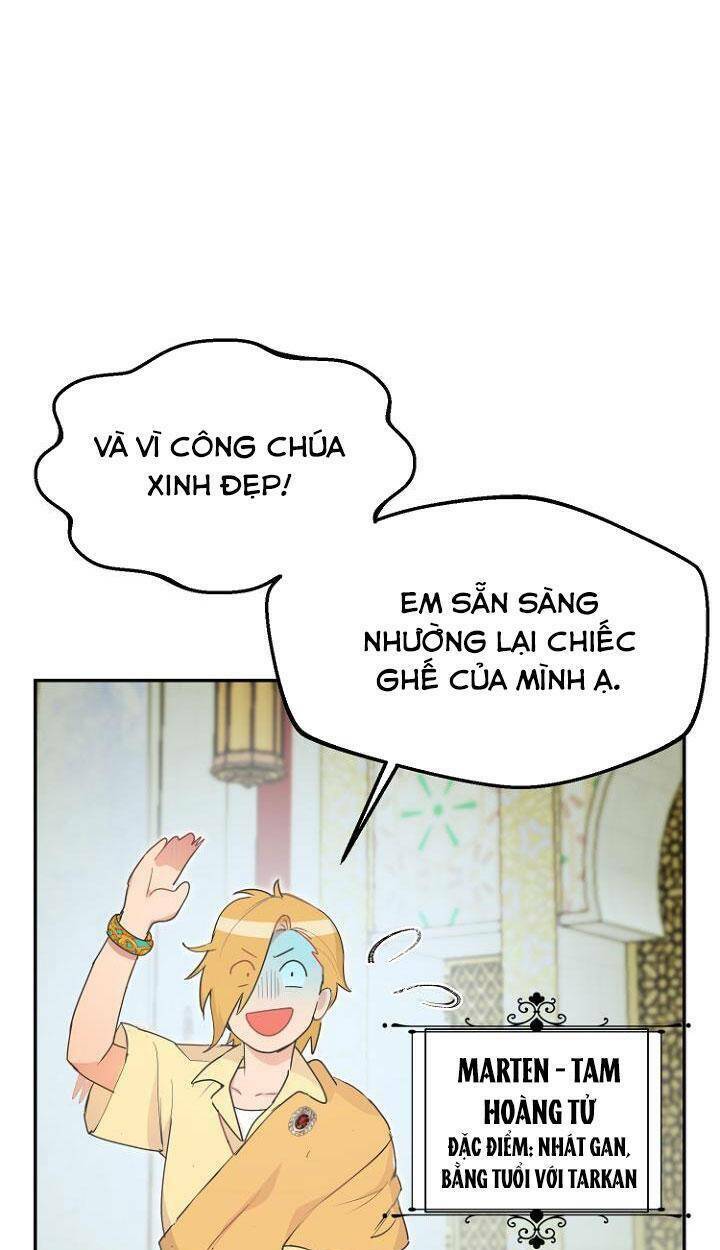 VÀ VÌ CÔNG CHÚA
XINH ĐẸP!
EM SẴN SÀNG
NHƯỜNG LẠI CHIẾC
GHẾ CỦA MÌNH Ạ.
MARTEN - TAM
HOÀNG TỬ
ĐẶC ĐIỂM: NHÁT GAN,
BẰNG TUỔI VỚI TARKAN